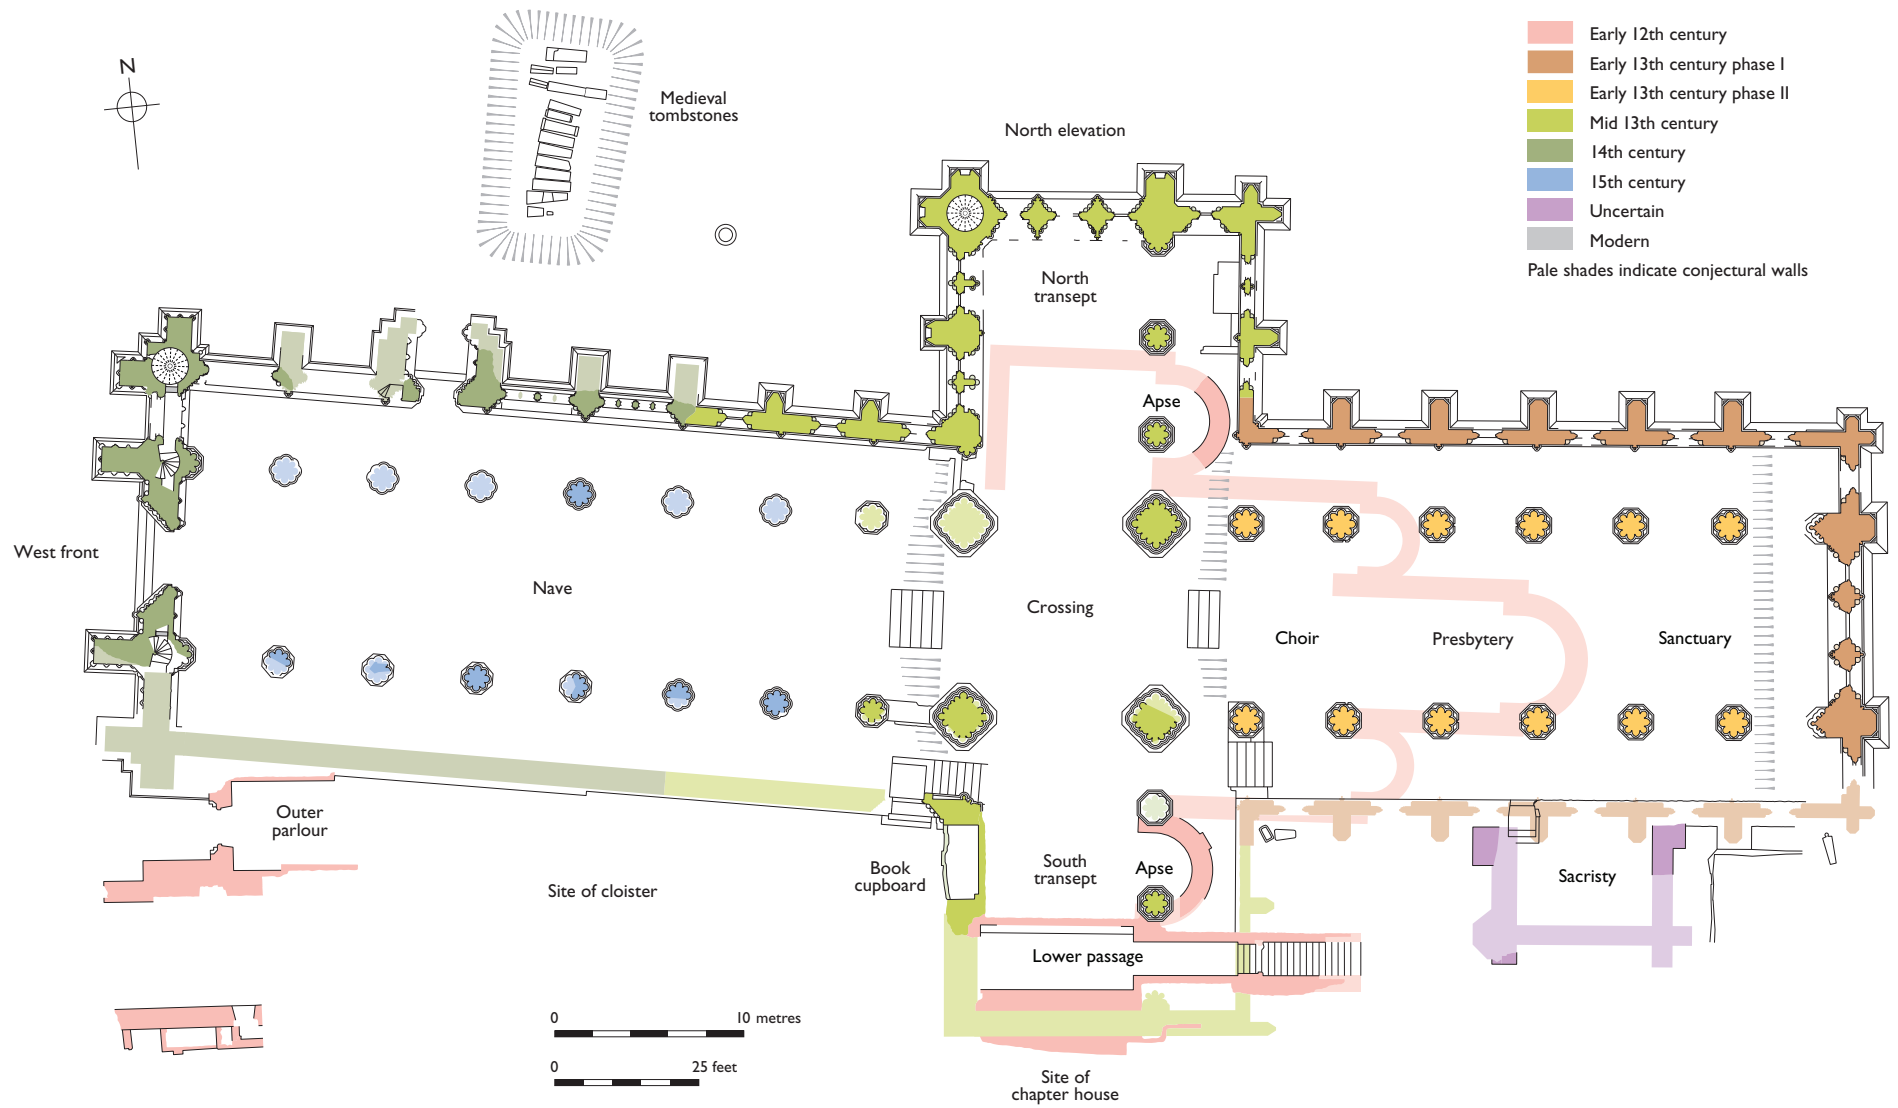 N
Medieval
tombstones
North elevation
Early 12th century
Early 13th century phase I
Early 13th century phase II
Mid 13th century
14th century
15th century
Uncertain
Modern
Pale shades indicate conjectural walls
North
transept
Apse
West front
Nave
Crossing
Choir
Presbytery
Sanctuary
Outer
parlour
Site of cloister
Book
cupboard
South
transept
Apse
Sacristy
Lower passage
0 10 metres
0 25 feet
Site of
chapter house